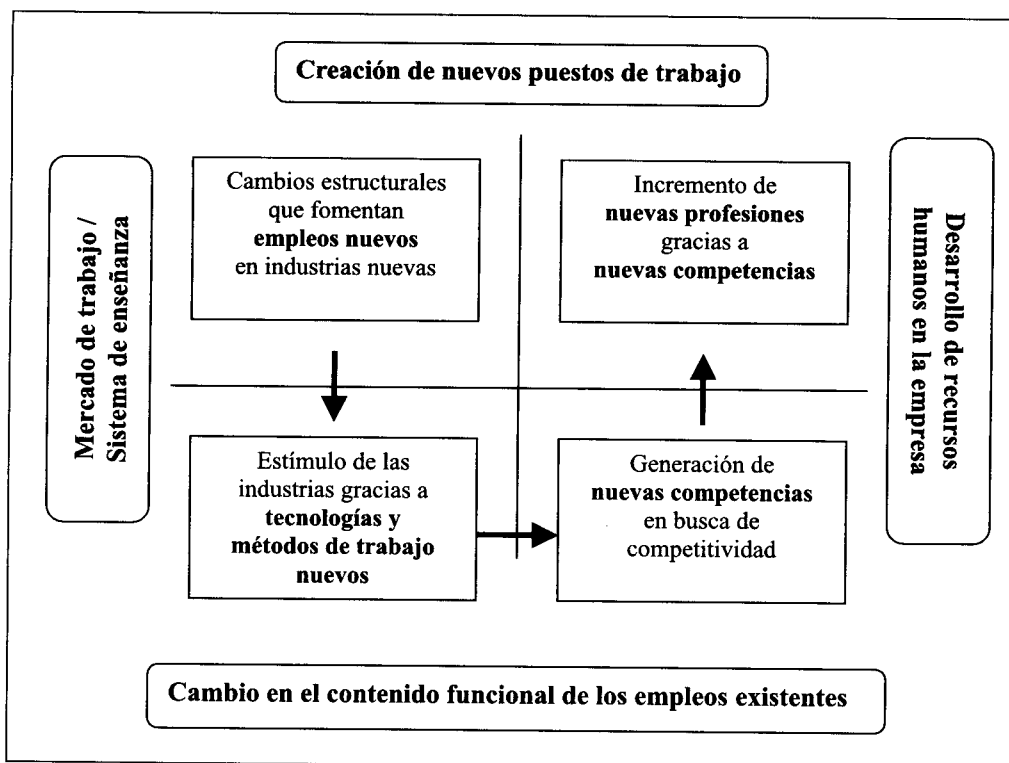 Creación de nuevos puestos de trabajo
Mercado de trabajo /
Sistema de enseñanza
Cambios estructurales
que fomentan
empleos nuevos
en industrias nuevas
Incremento de
nuevas profesiones
gracias a
nuevas competencias
Desarrollo de recursos
humanos en la empresa
Estímulo de las
industrias gracias a
tecnologías y
métodos de trabajo
nuevos
Generación de
nuevas competencias
en busca de
competitividad
Cambio en el contenido funcional de los empleos existentes